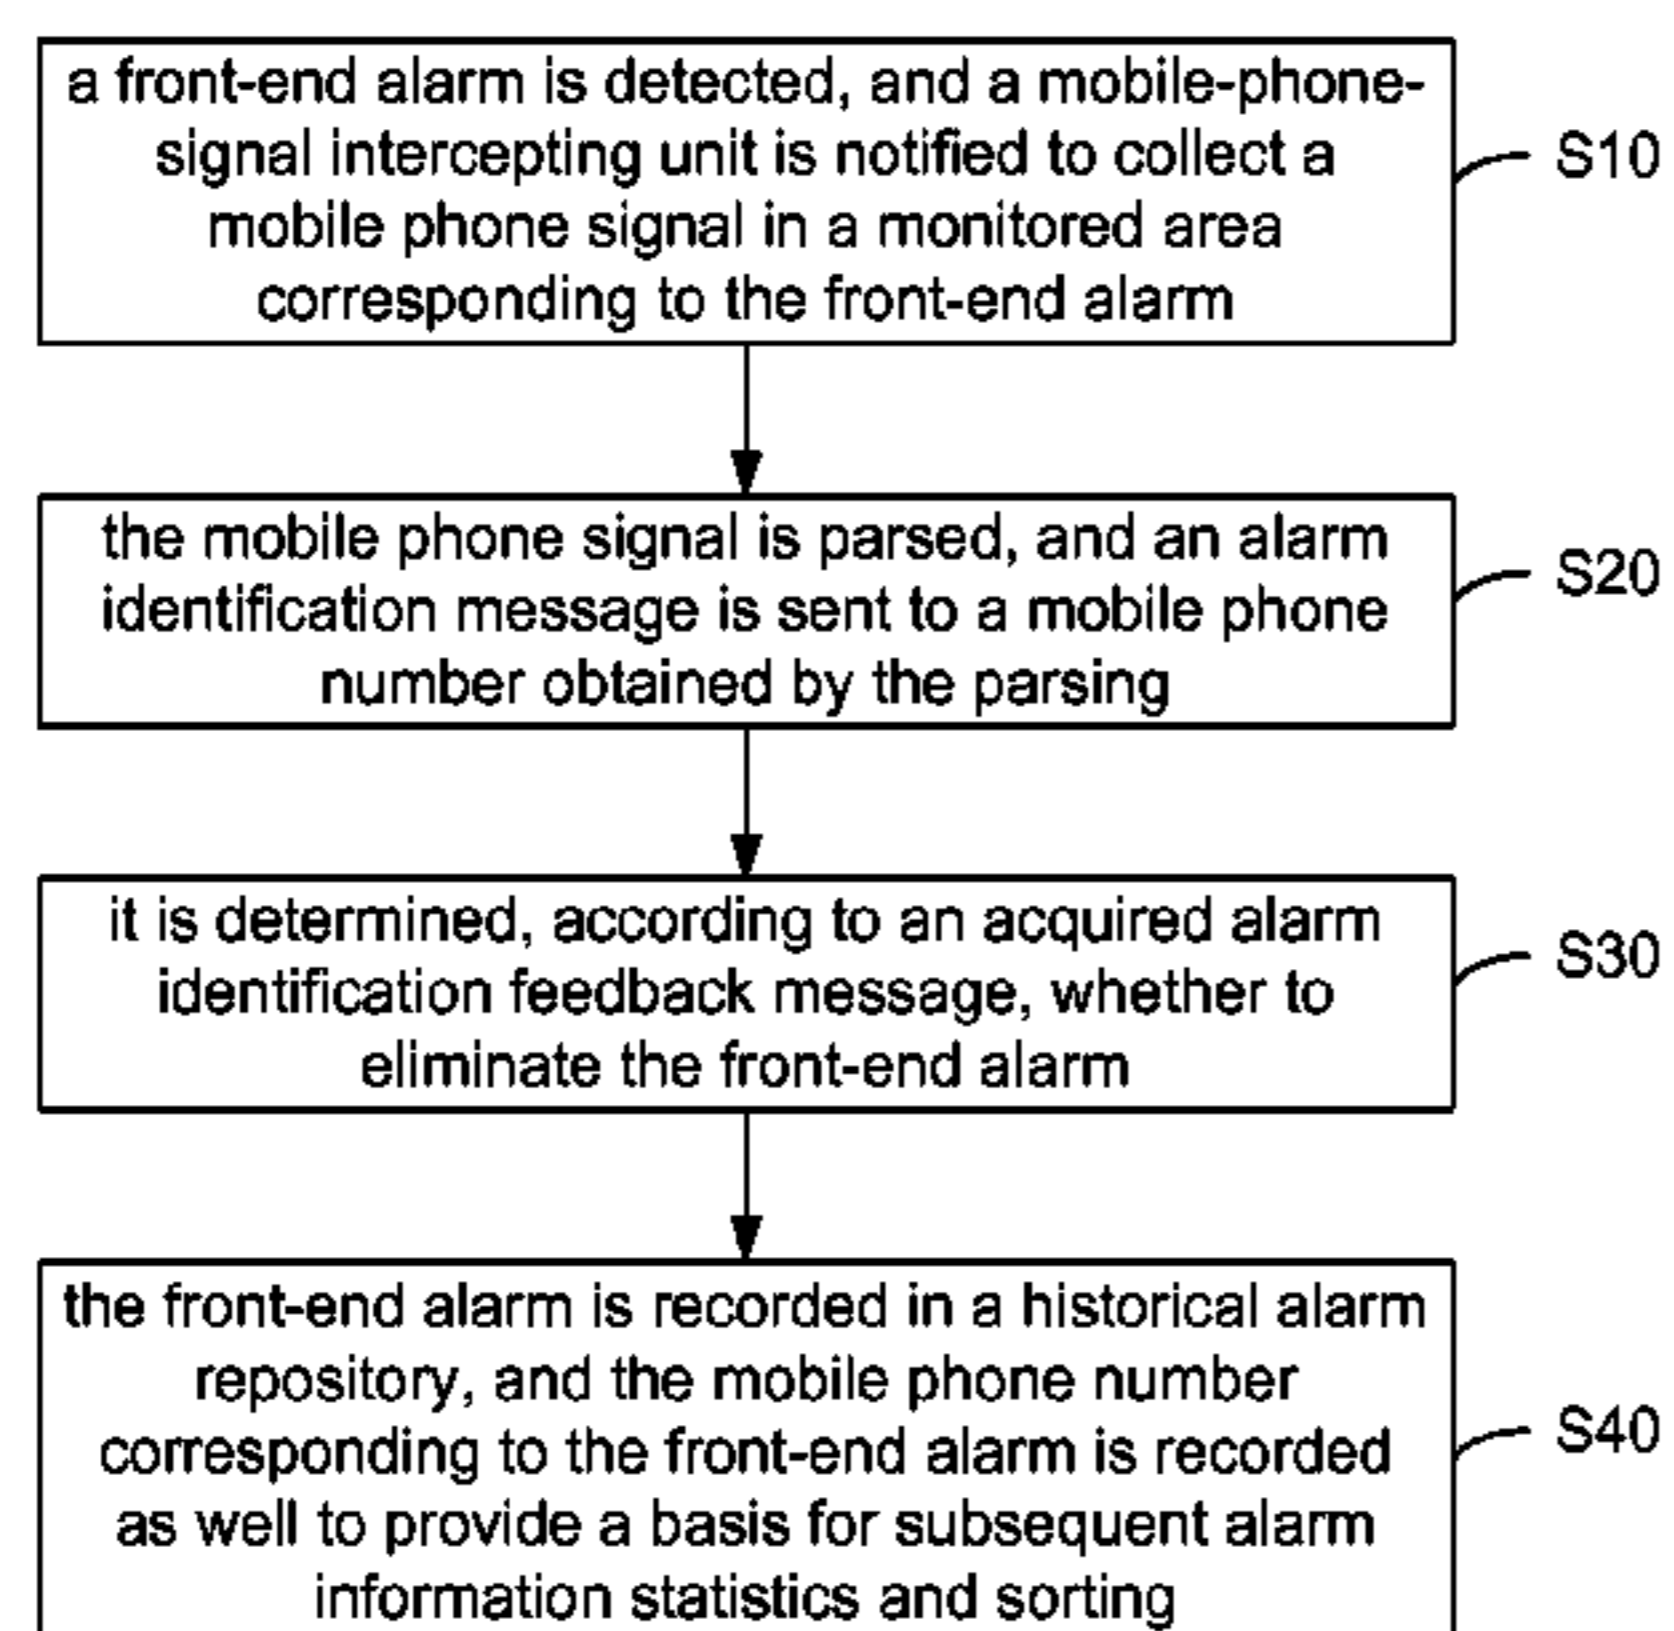 a front-end alarm is detected, and a mobile-phone-
signal intercepting unit is notified to collect a
mobile phone signal in a monitored area
corresponding to the front-end alarm
S10
the mobile phone signal is parsed, and an alarm
identification message is sent to a mobile phone
number obtained by the parsing
S20
it is determined, according to an acquired alarm
identification feedback message, whether to
eliminate the front-end alarm
S30
the front-end alarm is recorded in a historical alarm
repository, and the mobile phone number
corresponding to the front-end alarm is recorded
as well to provide a basis for subsequent alarm
information statistics and sorting
S40